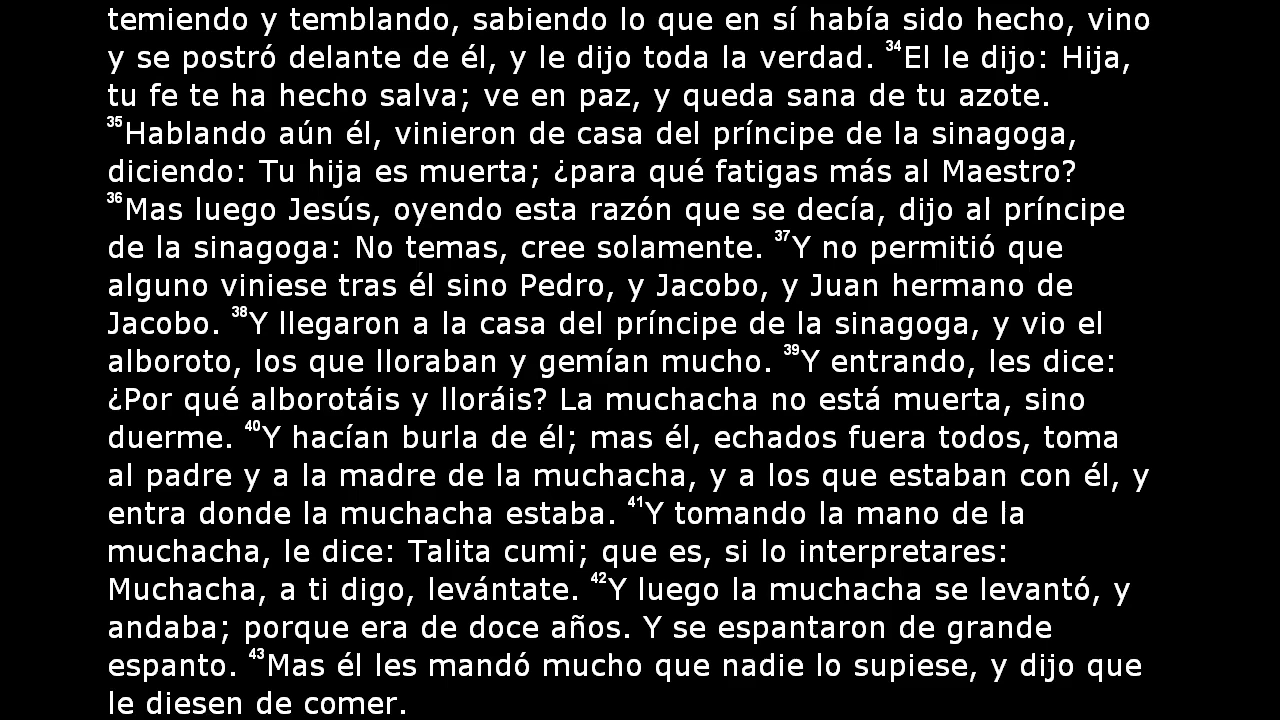 temiendo y temblando, sabiendo lo que en sí había sido hecho, vino
y se postró delante de él, y le dijo toda la verdad. ³⁴El le dijo: Hija,
tu fe te ha hecho salva; ve en paz, y queda sana de tu azote.
³⁵Hablando aún él, vinieron de casa del príncipe de la sinagoga,
diciendo: Tu hija es muerta; ¿para qué fatigas más al Maestro?
³⁶Mas luego Jesús, oyendo esta razón que se decía, dijo al príncipe
de la sinagoga: No temas, cree solamente. ³⁷Y no permitió que
alguno viniese tras él sino Pedro, y Jacobo, y Juan hermano de
Jacobo. ³⁸Y llegaron a la casa del príncipe de la sinagoga, y vio el
alboroto, los que lloraban y gemían mucho. ³⁹Y entrando, les dice:
¿Por qué alborotáis y lloráis? La muchacha no está muerta, sino
duerme. ⁴⁰Y hacían burla de él; mas él, echados fuera todos, toma
al padre y a la madre de la muchacha, y a los que estaban con él, y
entra donde la muchacha estaba. ⁴¹Y tomando la mano de la
muchacha, le dice: Talita cumi; que es, si lo interpretares:
Muchacha, a ti digo, levántate. ⁴²Y luego la muchacha se levantó, y
andaba; porque era de doce años. Y se espantaron de grande
espanto. ⁴³Mas él les mandó mucho que nadie lo supiese, y dijo que
le diesen de comer.